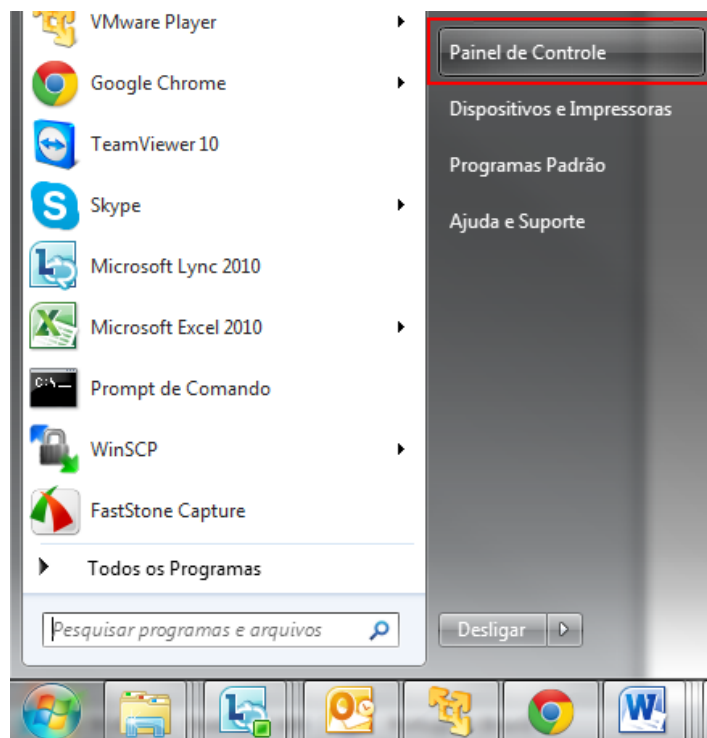 VMware Player
Google Chrome
TeamViewer 10
Skype
Microsoft Lync 2010
Microsoft Excel 2010
Prompt de Comando
WinSCP
FastStone Capture
Todos os Programas
Pesquisar programas e arquivos
Painel de Controle
Dispositivos e Impressoras
Programas Padrão
Ajuda e Suporte
Desligar